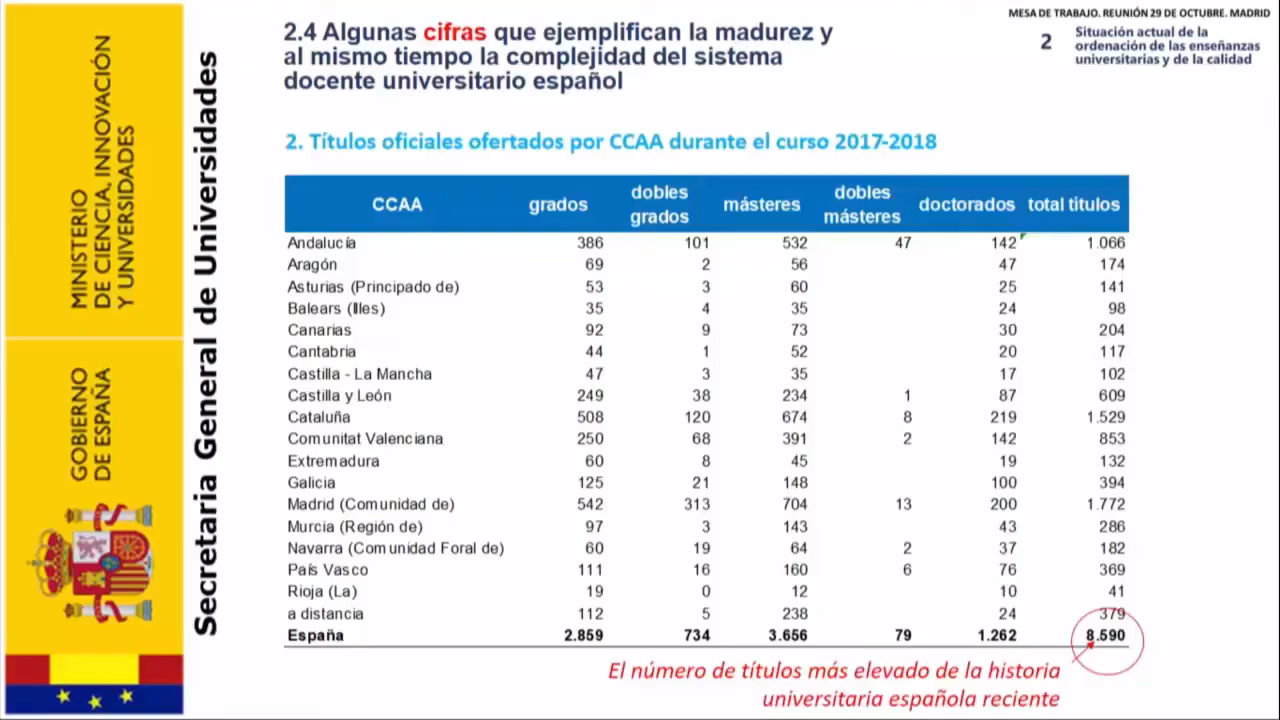 MESA DE TRABAJO. REUNIÓN 29 DE OCTUBRE. MADRID
2 Situación actual de la
ordenación de las enseñanzas
universitarias y de la calidad
2.4 Algunas cifras que ejemplifican la madurez y
al mismo tiempo la complejidad del sistema
docente universitario español
MINISTERIO
DE CIENCIA, INNOVACIÓN
Y UNIVERSIDADES
GOBIERNO
DE ESPAÑA
Secretaria General de Universidades
2. Títulos oficiales ofertados por CCAA durante el curso 2017-2018
CCAA grados dobles grados másteres dobles másteres doctorados total titulos
Andalucía 386 101 532 47 142 1.066
Aragón 69 2 56 47 174
Asturias (Principado de) 53 3 60 25 141
Balears (Illes) 35 4 35 24 98
Canarias 92 9 73 30 204
Cantabria 44 1 52 20 117
Castilla - La Mancha 47 3 35 17 102
Castilla y León 249 38 234 1 87 609
Cataluña 508 120 674 8 219 1.529
Comunitat Valenciana 250 68 391 2 142 853
Extremadura 60 8 45 19 132
Galicia 125 21 148 100 394
Madrid (Comunidad de) 542 313 704 13 200 1.772
Murcia (Región de) 97 3 143 43 286
Navarra (Comunidad Foral de) 60 19 64 2 37 182
País Vasco 111 16 160 6 76 369
Rioja (La) 19 0 12 10 41
a distancia 112 5 238 24 379
España 2.859 734 3.656 79 1.262 8.590
El número de títulos más elevado de la historia
universitaria española reciente